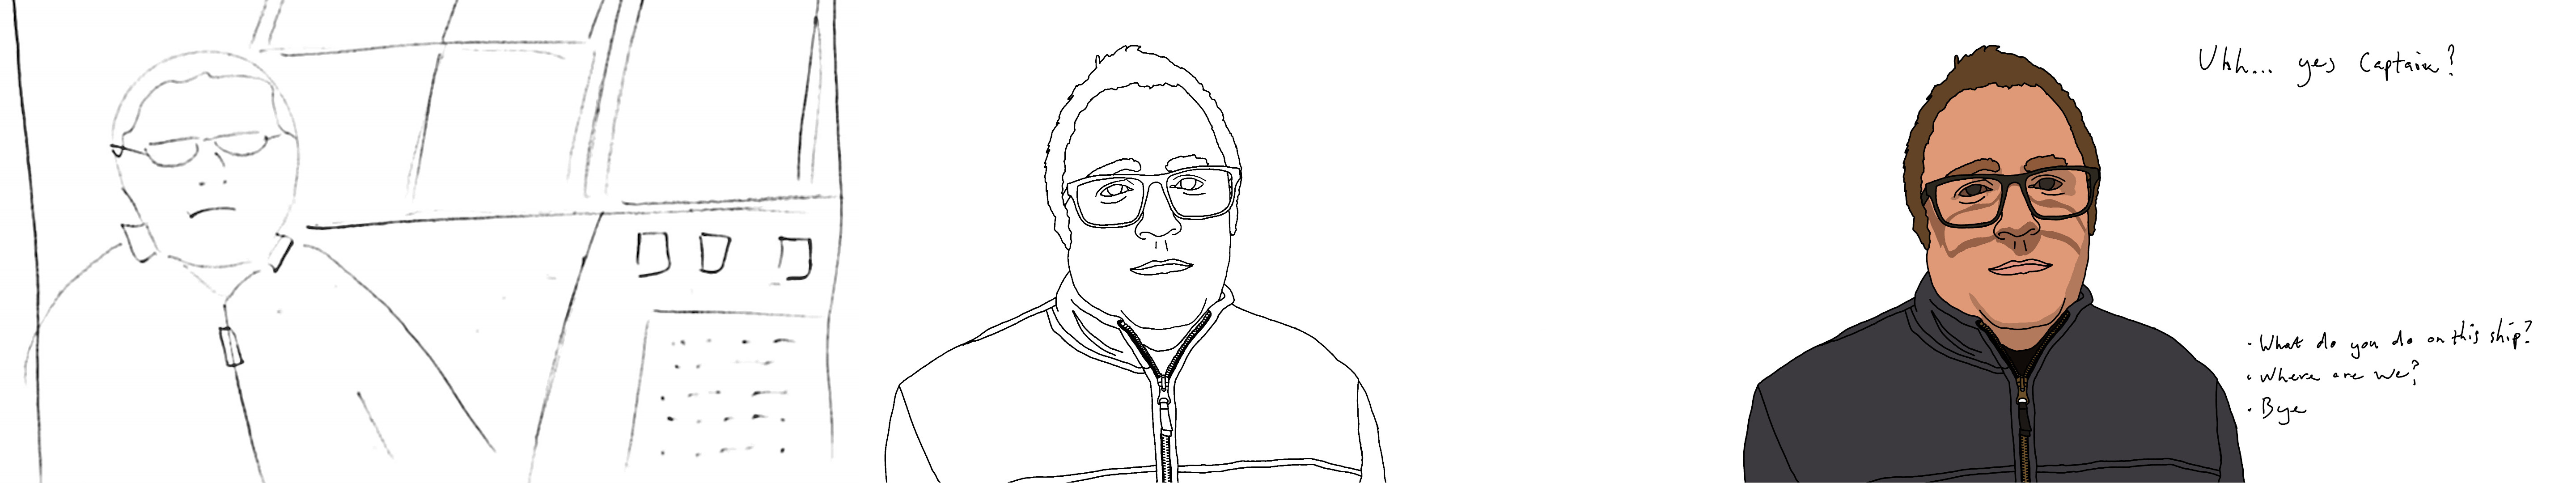 Uhh... yes Captain?
· What do you do on this ship?
· Where are we?
· Bye